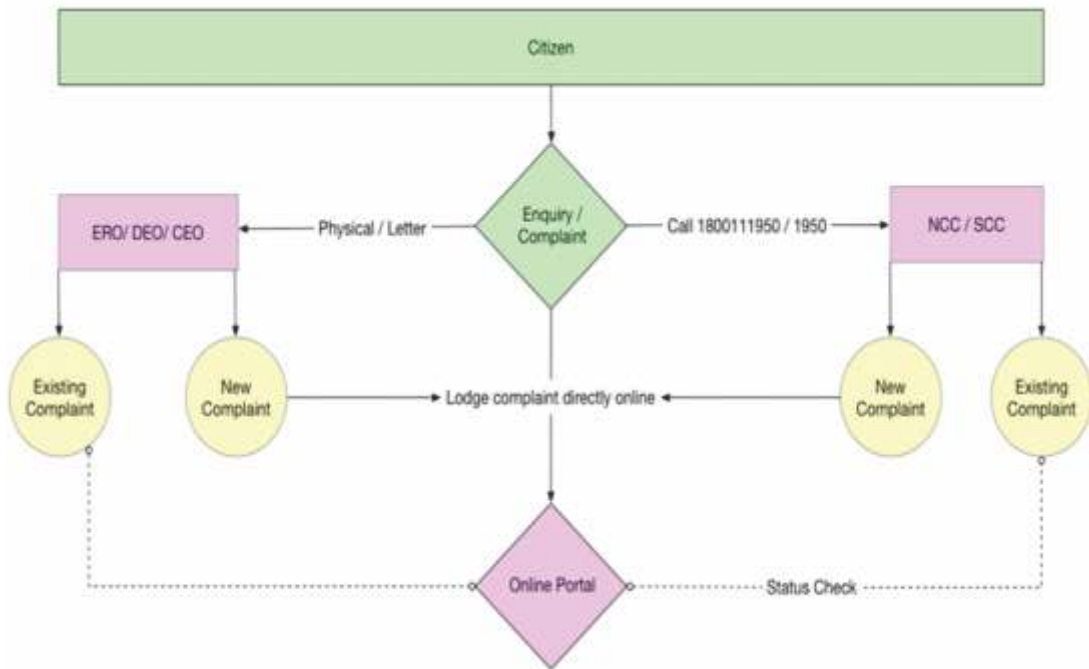 Citizen
Enquiry /
Complaint
ERO/ DEO/ CEO
Physical / Letter
Call 1800111950 / 1950
NCC / SCC
Existing
Complaint
New
Complaint
Lodge complaint directly online
New
Complaint
Existing
Complaint
Online Portal
Status Check